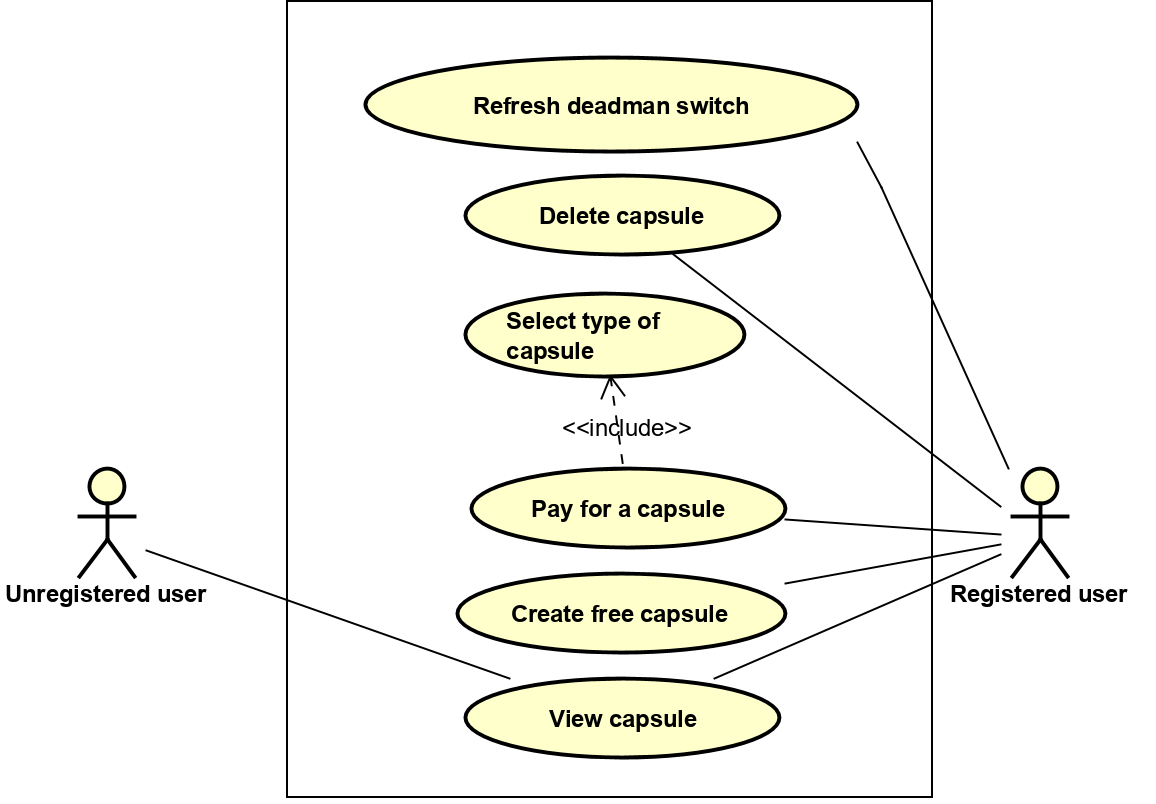 Refresh deadman switch
Delete capsule
Select type of
capsule
<<include>>
Pay for a capsule
Unregistered user
Registered user
Create free capsule
View capsule